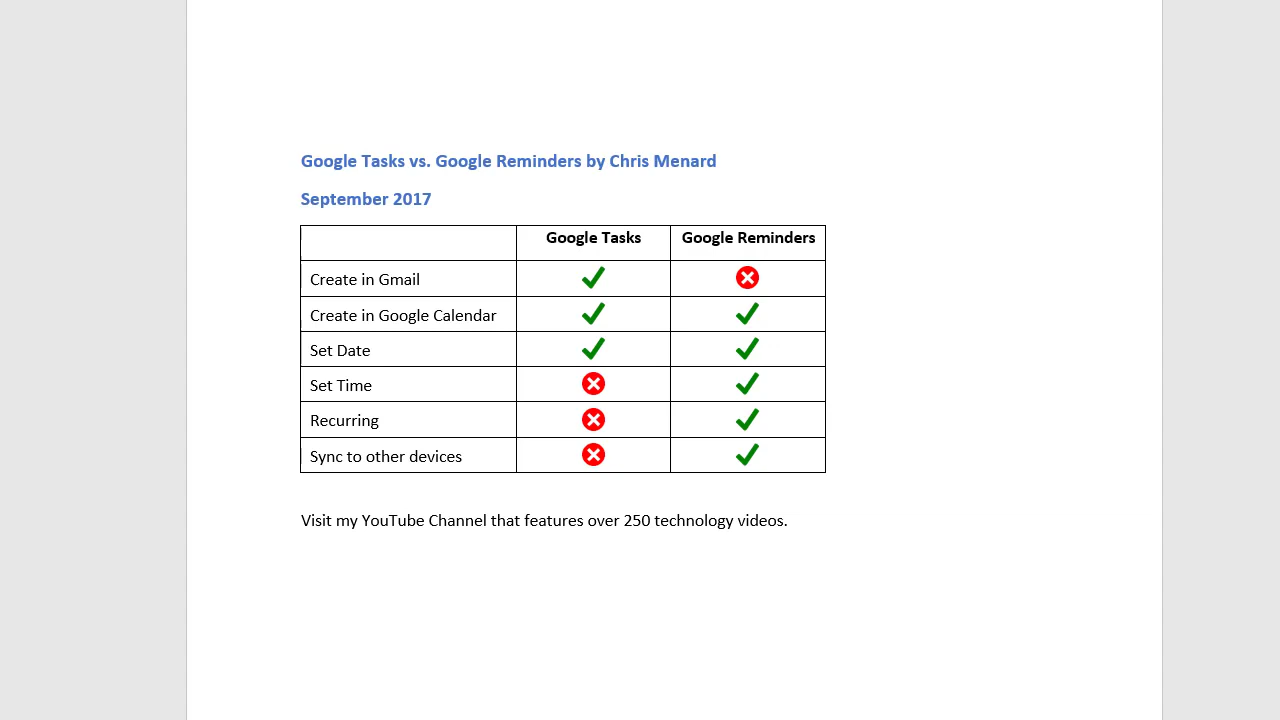 Google Tasks vs. Google Reminders by Chris Menard
September 2017
Google Tasks Google Reminders
Create in Gmail
Create in Google Calendar
Set Date
Set Time
Recurring
Sync to other devices
Visit my YouTube Channel that features over 250 technology videos.